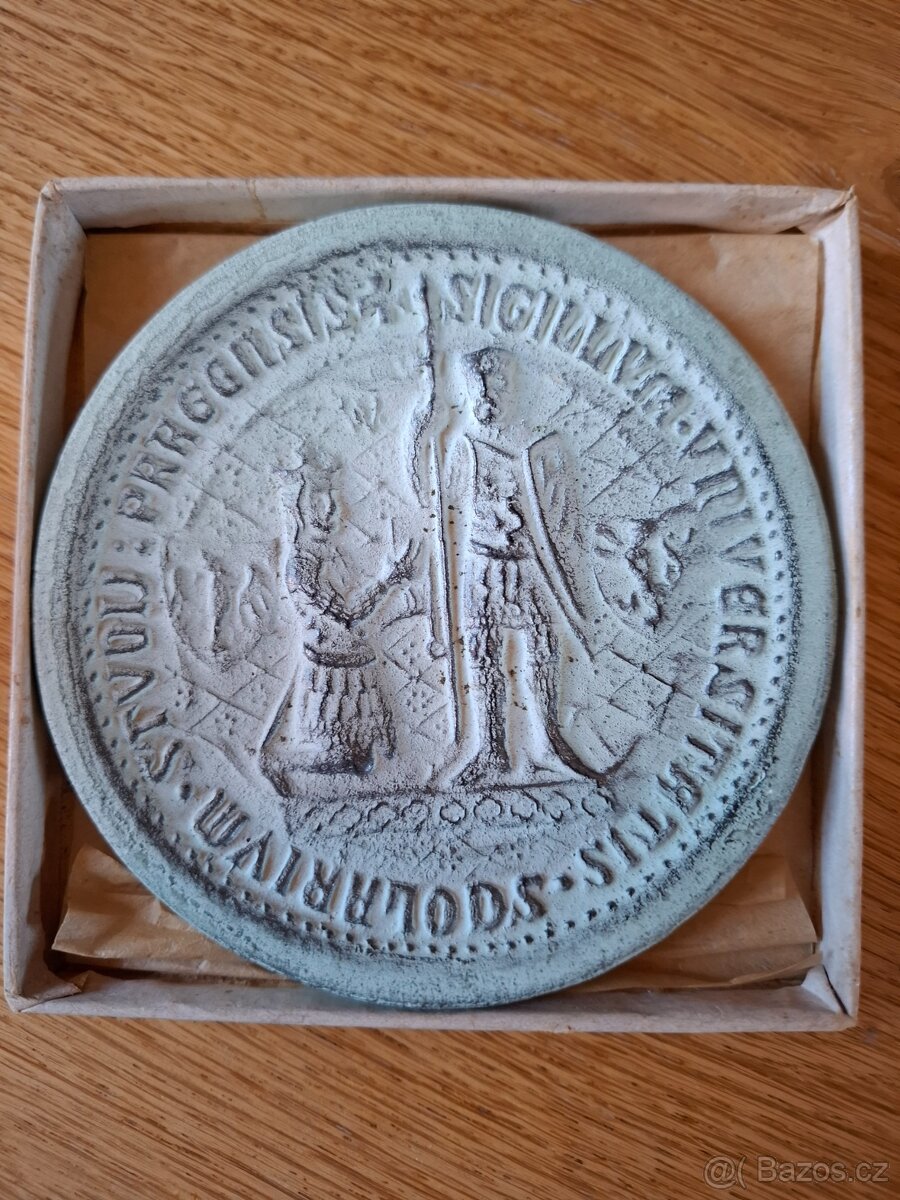 SIGILLVM · VNIVERSITATIS · SCOLARIVM · STVDII : PRAGENSIS
@( Bazos.cz